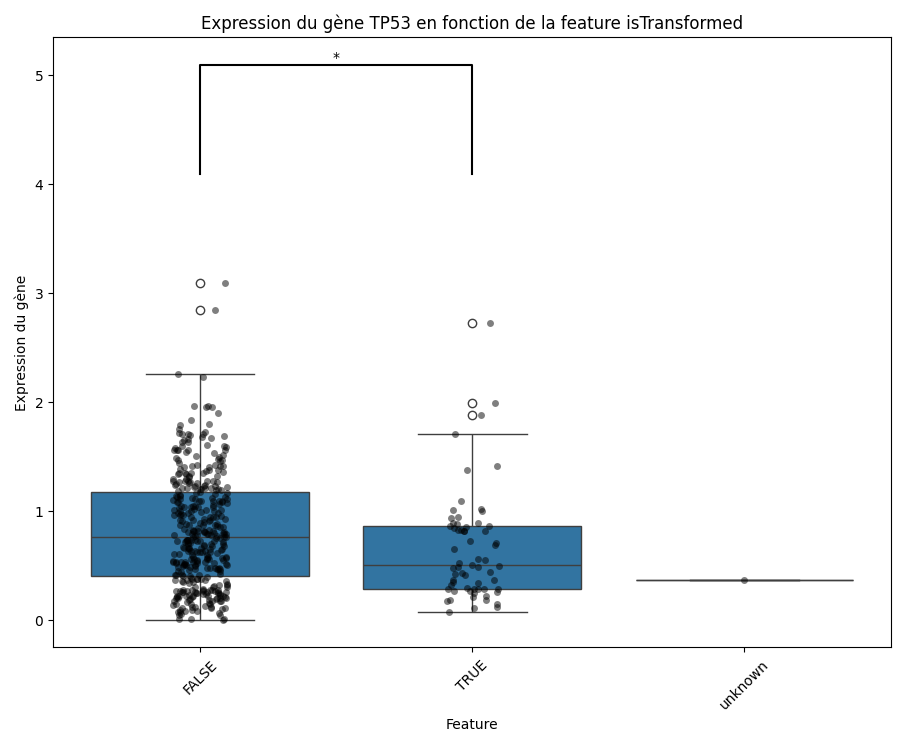 Expression du gène TP53 en fonction de la feature isTransformed
*
5
4
3
2
1
0
Expression du gène
FALSE
TRUE
unknown
Feature